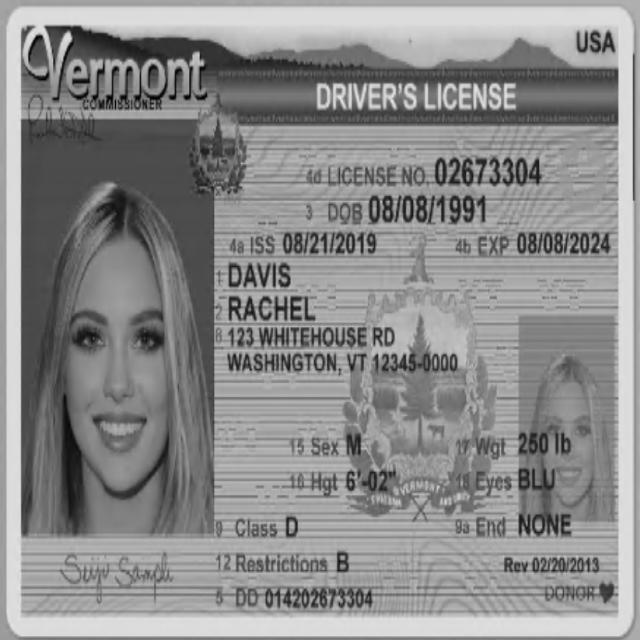 Vermont
USA
COMMISSIONER
DRIVER'S LICENSE
4d LICENSE NO. 02673304
3 DOB 08/08/1991
4a ISS 08/21/2019 4b EXP 08/08/2024
1 DAVIS
2 RACHEL
8 123 WHITEHOUSE RD
WASHINGTON, VT 12345-0000
15 Sex M 17 Wgt 250 lb
16 Hgt 6'-02" 18 Eyes BLU
9 Class D 9a End NONE
Seiji Sample
12 Restrictions B
Rev 02/20/2013
5 DD 014202673304
DONOR
VERMONT